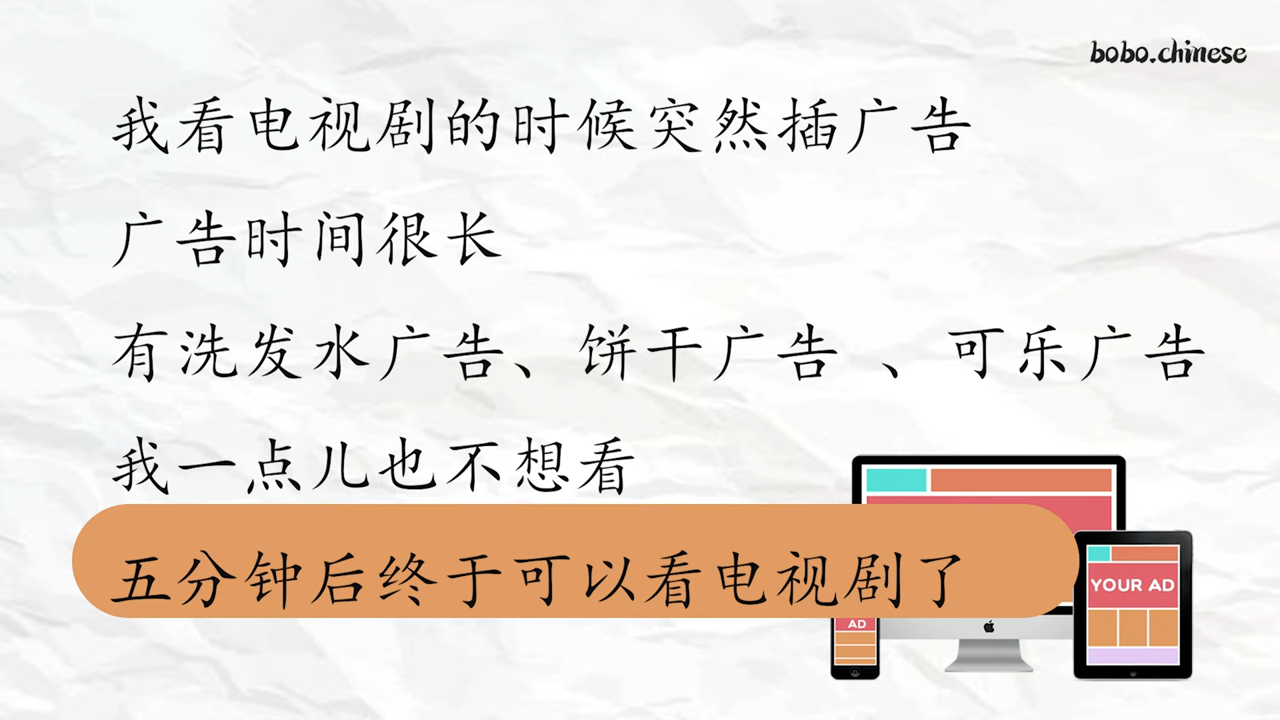 bobo.chinese
我看电视剧的时候突然插广告
广告时间很长
有洗发水广告、饼干广告 、可乐广告
我一点儿也不想看
五分钟后终于可以看电视剧了
YOUR AD
AD